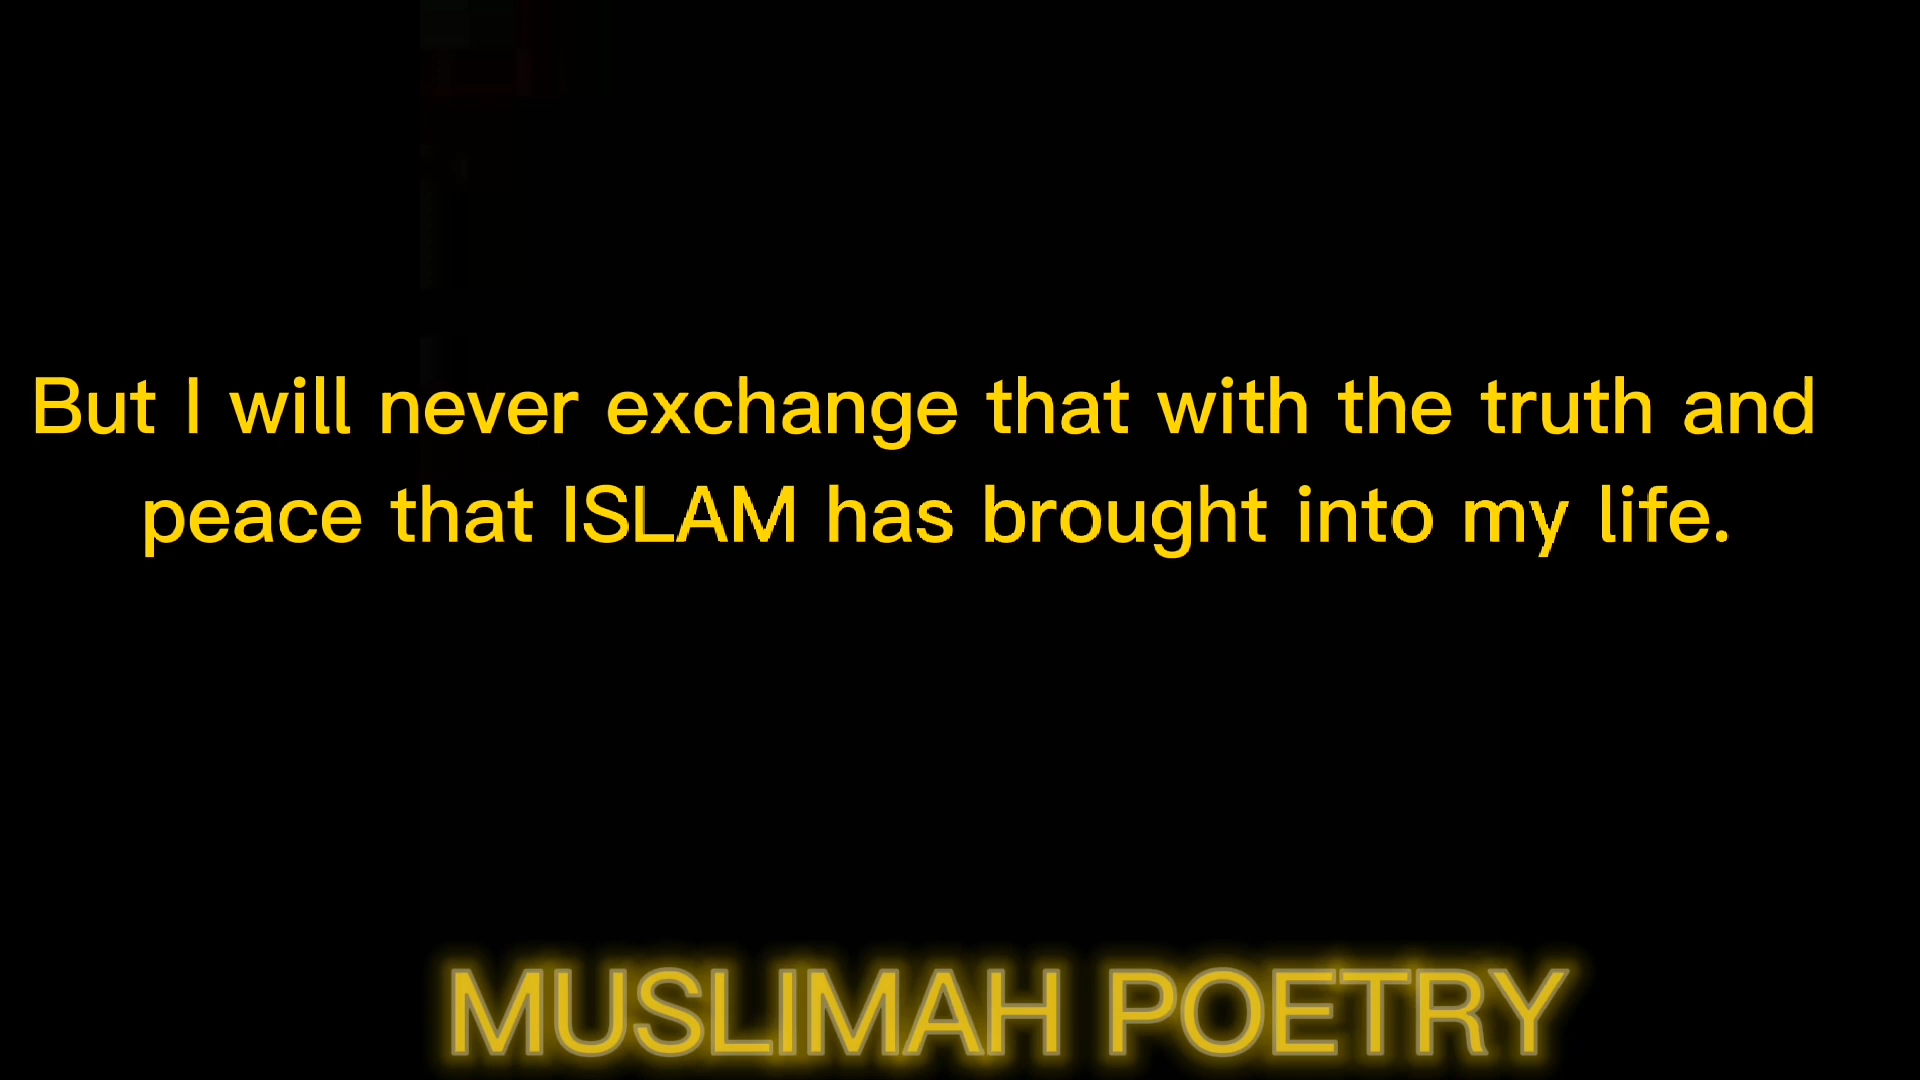 But I will never exchange that with the truth and
peace that ISLAM has brought into my life.
MUSLIMAH POETRY